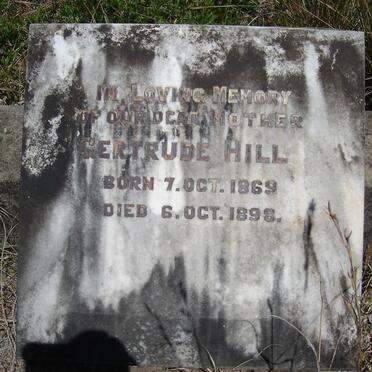 IN LOVING MEMORY
OF OUR DEAR MOTHER
GERTRUDE HILL
BORN 7. OCT. 1869
DIED 6. OCT. 1898.